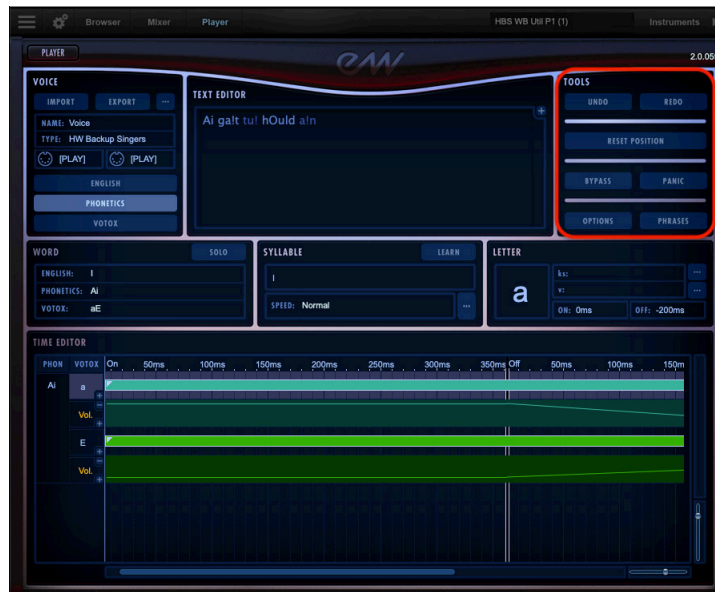 Browser Mixer Player HBS WB Util P1 (1) Instruments
PLAYER
EW
2.0.05
VOICE
IMPORT EXPORT ...
NAME: Voice
TYPE: HW Backup Singers
[PLAY] [PLAY]
ENGLISH
PHONETICS
VOTOX
TEXT EDITOR
+
Ai ga!t tu! hOuld a!n
TOOLS
UNDO REDO
RESET POSITION
BYPASS PANIC
OPTIONS PHRASES
WORD SOLO
ENGLISH: I
PHONETICS: Ai
VOTOX: aE
SYLLABLE LEARN
I
SPEED: Normal ...
LETTER
a
ks: ...
v: ...
ON: 0ms OFF: -200ms
TIME EDITOR
PHON VOTOX On 50ms 100ms 150ms 200ms 250ms 300ms 350ms Off 50ms 100ms 150m
Ai a
+
Vol. −
+
E
+
Vol. −
+